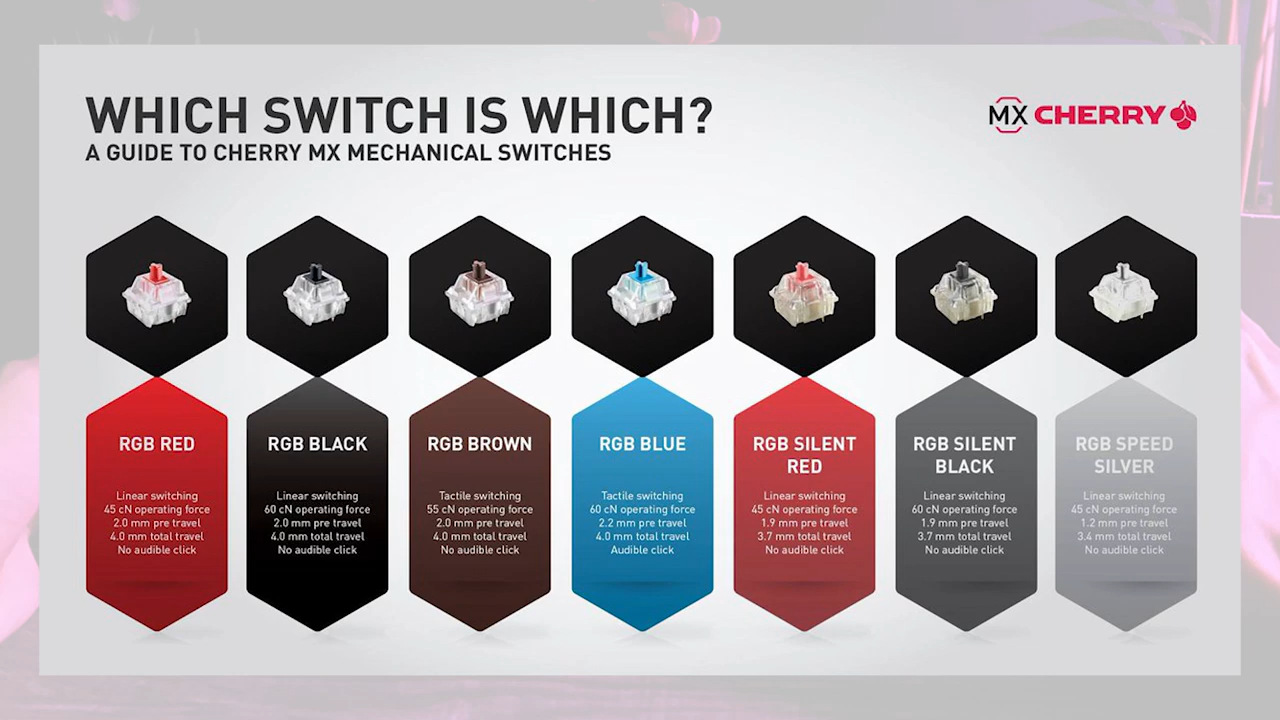 WHICH SWITCH IS WHICH?
A GUIDE TO CHERRY MX MECHANICAL SWITCHES
MX CHERRY
RGB RED
Linear switching
45 cN operating force
2.0 mm pre travel
4.0 mm total travel
No audible click
RGB BLACK
Linear switching
60 cN operating force
2.0 mm pre travel
4.0 mm total travel
No audible click
RGB BROWN
Tactile switching
55 cN operating force
2.0 mm pre travel
4.0 mm total travel
No audible click
RGB BLUE
Tactile switching
60 cN operating force
2.2 mm pre travel
4.0 mm total travel
Audible click
RGB SILENT
RED
Linear switching
45 cN operating force
1.9 mm pre travel
3.7 mm total travel
No audible click
RGB SILENT
BLACK
Linear switching
60 cN operating force
1.9 mm pre travel
3.7 mm total travel
No audible click
RGB SPEED
SILVER
Linear switching
45 cN operating force
1.2 mm pre travel
3.4 mm total travel
No audible click